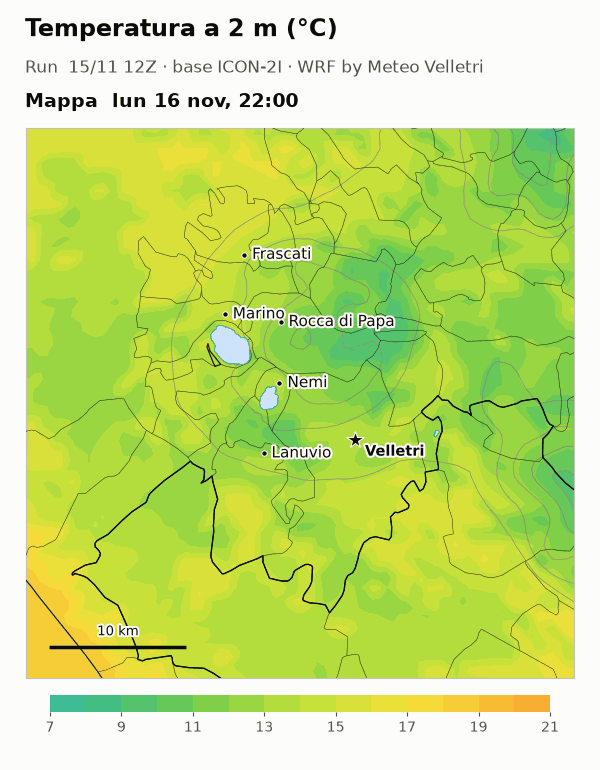 Temperatura a 2 m (°C)
Run  15/11 12Z · base ICON-2I · WRF by Meteo Velletri
Mappa  lun 16 nov, 22:00
Frascati
Marino
Rocca di Papa
Nemi
Velletri
Lanuvio
10 km
7 9 11 13 15 17 19 21